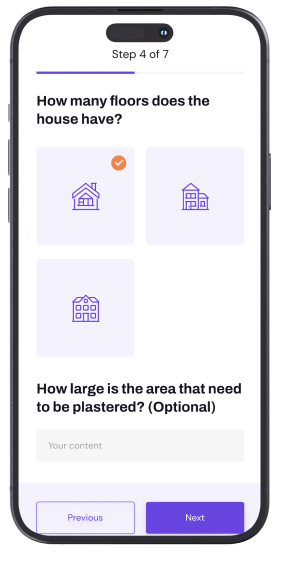 Step 4 of 7
How many floors does the
house have?
How large is the area that need
to be plastered? (Optional)
Your content
Previous
Next